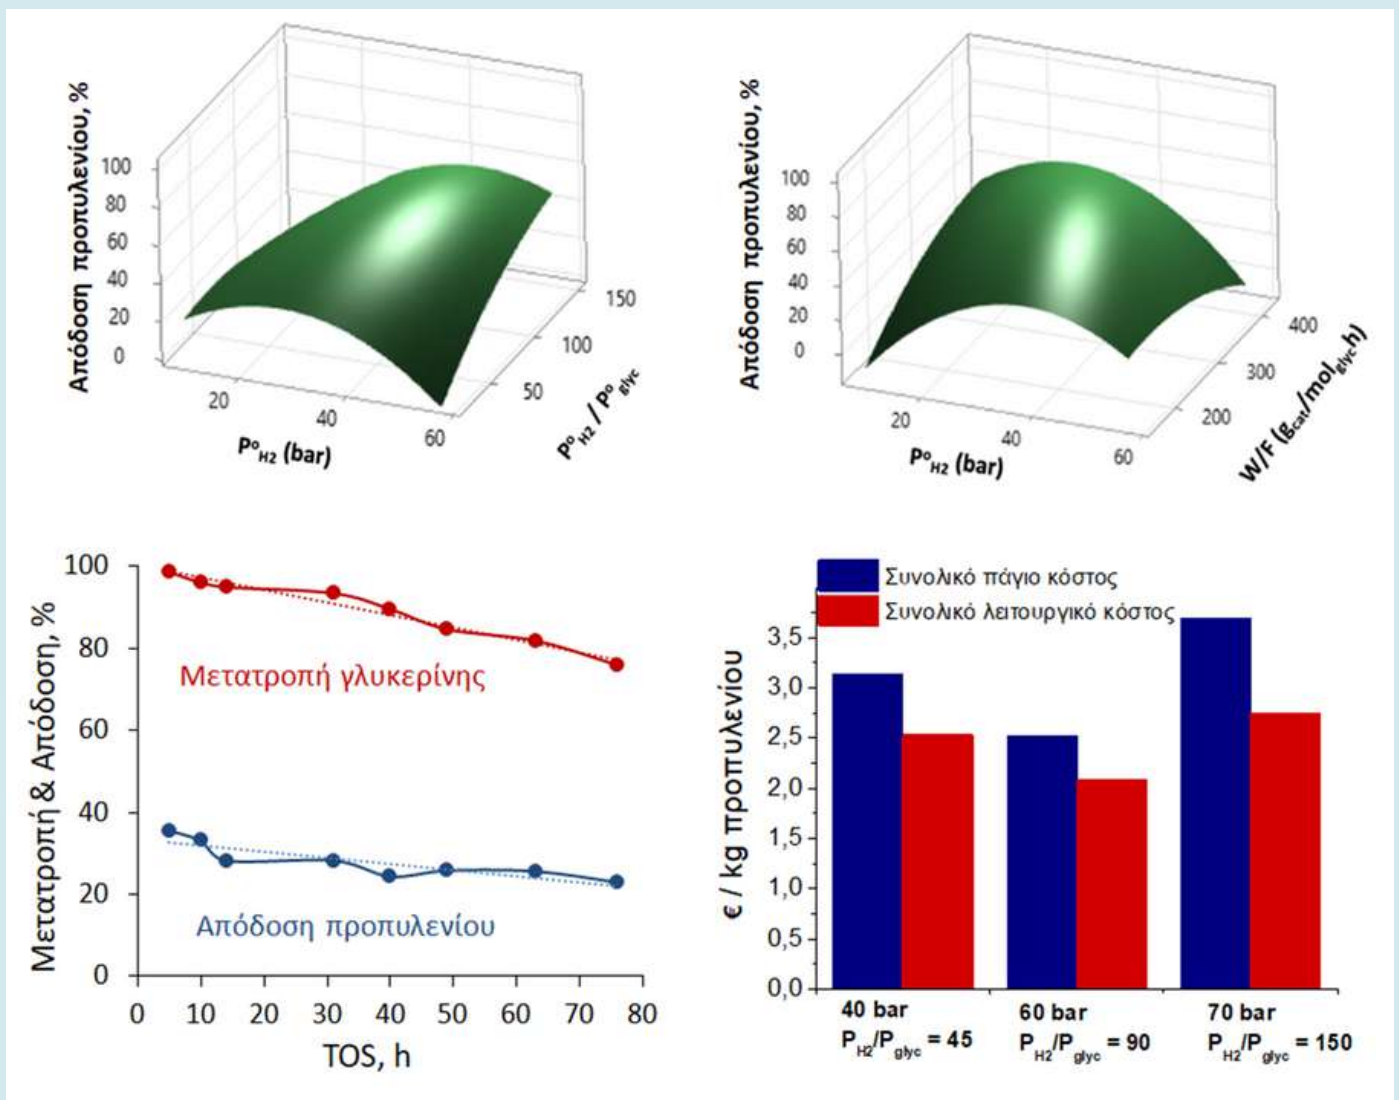 Απόδοση προπυλενίου, %
100
80
60
40
20
0
20
40
60
P°H2 (bar)
50
100
150
P°H2 / P°glyc
Απόδοση προπυλενίου, %
100
80
60
40
20
0
20
40
60
P°H2 (bar)
200
300
400
W/F (gcat/molglych)
Μετατροπή & Απόδοση, %
100
80
60
40
20
0
Μετατροπή γλυκερίνης
Απόδοση προπυλενίου
0 10 20 30 40 50 60 70 80
TOS, h
Συνολικό πάγιο κόστος
Συνολικό λειτουργικό κόστος
€ / kg προπυλενίου
3,5
3,0
2,5
2,0
1,5
1,0
0,5
0,0
40 bar
PH2/Pglyc = 45
60 bar
PH2/Pglyc = 90
70 bar
PH2/Pglyc = 150